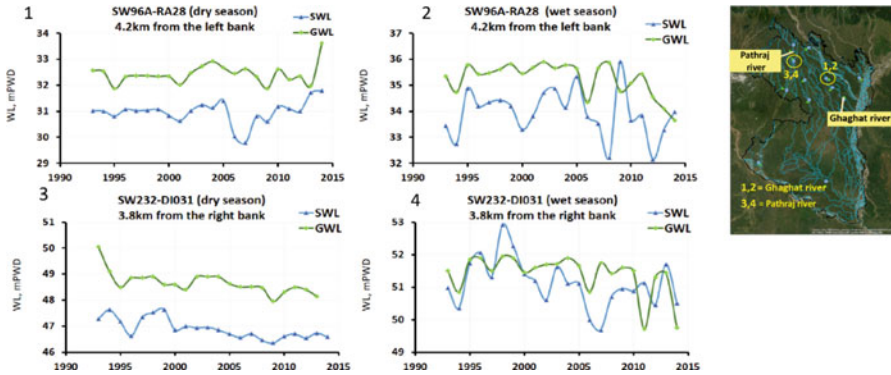 1
SW96A-RA28 (dry season)
4.2km from the left bank
SWL
GWL
WL, mPWD
34
33
32
31
30
29
1990 1995 2000 2005 2010 2015
2
SW96A-RA28 (wet season)
4.2km from the left bank
SWL
GWL
WL, mPWD
37
36
35
34
33
32
1990 1995 2000 2005 2010 2015
Pathraj
river
1,2
3,4
Ghaghat river
1,2 = Ghaghat river
3,4 = Pathraj river
3
SW232-DI031 (dry season)
3.8km from the right bank
SWL
GWL
WL, mPWD
51
50
49
48
47
46
1990 1995 2000 2005 2010 2015
4
SW232-DI031 (wet season)
3.8km from the right bank
SWL
GWL
WL, mPWD
53
52
51
50
49
1990 1995 2000 2005 2010 2015